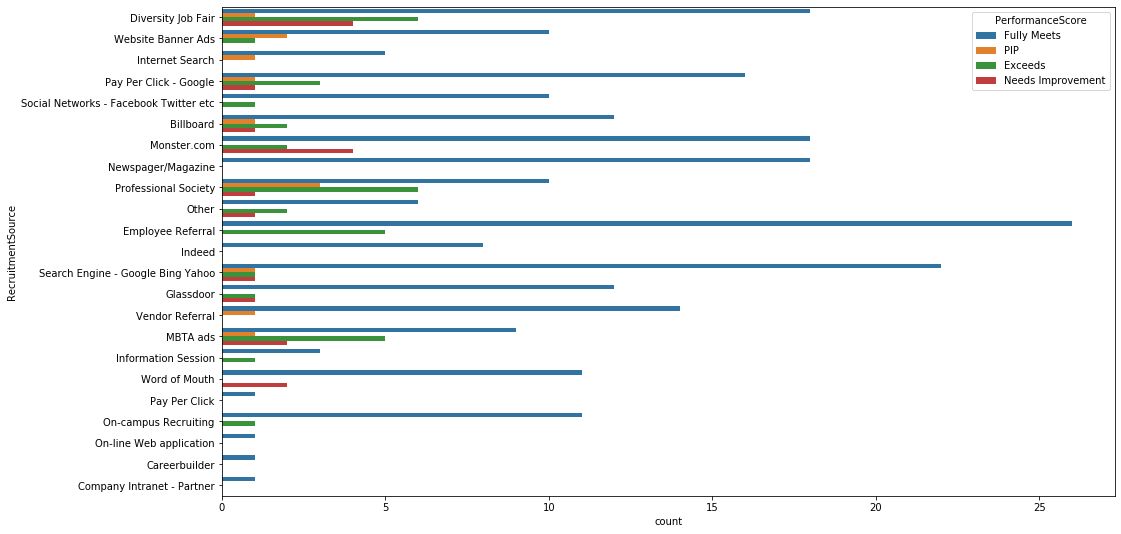 Diversity Job Fair
Website Banner Ads
Internet Search
Pay Per Click - Google
Social Networks - Facebook Twitter etc
Billboard
Monster.com
Newspager/Magazine
Professional Society
Other
Employee Referral
Indeed
Search Engine - Google Bing Yahoo
Glassdoor
Vendor Referral
MBTA ads
Information Session
Word of Mouth
Pay Per Click
On-campus Recruiting
On-line Web application
Careerbuilder
Company Intranet - Partner
RecruitmentSource
0 5 10 15 20 25
count
PerformanceScore
Fully Meets
PIP
Exceeds
Needs Improvement